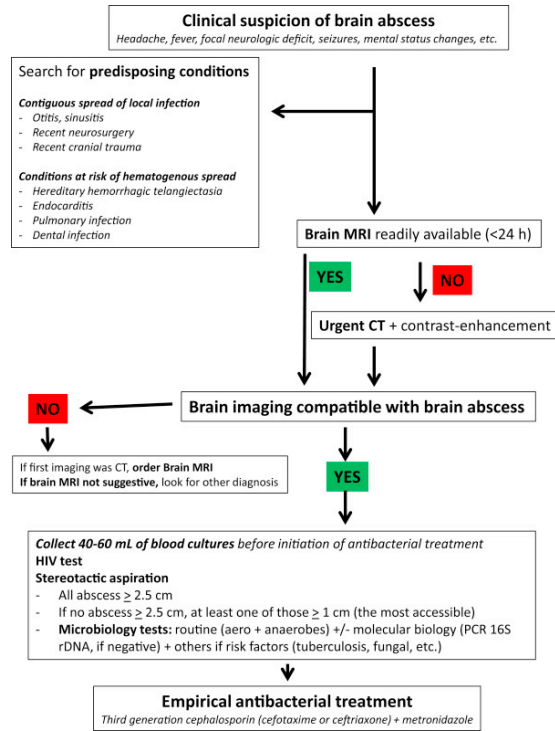 Clinical suspicion of brain abscess
Headache, fever, focal neurologic deficit, seizures, mental status changes, etc.
Search for predisposing conditions
Contiguous spread of local infection
- Otitis, sinusitis
- Recent neurosurgery
- Recent cranial trauma
Conditions at risk of hematogenous spread
- Hereditary hemorrhagic telangiectasia
- Endocarditis
- Pulmonary infection
- Dental infection
Brain MRI readily available (<24 h)
YES
NO
Urgent CT + contrast-enhancement
Brain imaging compatible with brain abscess
NO
If first imaging was CT, order Brain MRI
If brain MRI not suggestive, look for other diagnosis
YES
Collect 40-60 mL of blood cultures before initiation of antibacterial treatment
HIV test
Stereotactic aspiration
- All abscess ≥ 2.5 cm
- If no abscess ≥ 2.5 cm, at least one of those ≥ 1 cm (the most accessible)
- Microbiology tests: routine (aero + anaerobes) +/- molecular biology (PCR 16S
rDNA, if negative) + others if risk factors (tuberculosis, fungal, etc.)
Empirical antibacterial treatment
Third generation cephalosporin (cefotaxime or ceftriaxone) + metronidazole